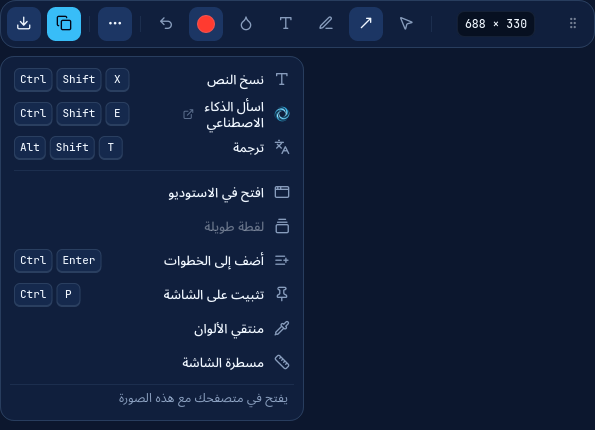 688 × 330
نسخ النص
Ctrl Shift X
اسأل الذكاء
الاصطناعي
Ctrl Shift E
ترجمة
Alt Shift T
افتح في الاستوديو
لقطة طويلة
أضف إلى الخطوات
Ctrl Enter
تثبيت على الشاشة
Ctrl P
منتقي الألوان
مسطرة الشاشة
يفتح في متصفحك مع هذه الصورة